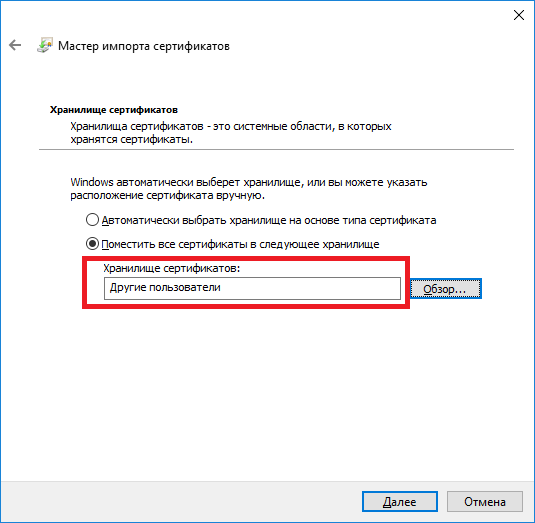 Мастер импорта сертификатов
Хранилище сертификатов
Хранилища сертификатов - это системные области, в которых
хранятся сертификаты.
Windows автоматически выберет хранилище, или вы можете указать
расположение сертификата вручную.
Автоматически выбрать хранилище на основе типа сертификата
Поместить все сертификаты в следующее хранилище
Хранилище сертификатов:
Другие пользователи
Обзор...
Далее
Отмена